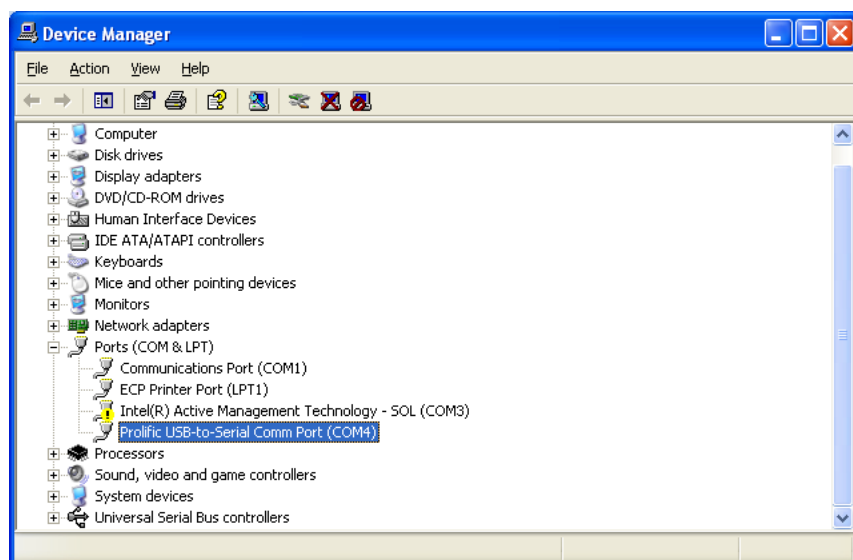 Device Manager
File Action View Help
Computer
Disk drives
Display adapters
DVD/CD-ROM drives
Human Interface Devices
IDE ATA/ATAPI controllers
Keyboards
Mice and other pointing devices
Monitors
Network adapters
Ports (COM & LPT)
Communications Port (COM1)
ECP Printer Port (LPT1)
Intel(R) Active Management Technology - SOL (COM3)
Prolific USB-to-Serial Comm Port (COM4)
Processors
Sound, video and game controllers
System devices
Universal Serial Bus controllers